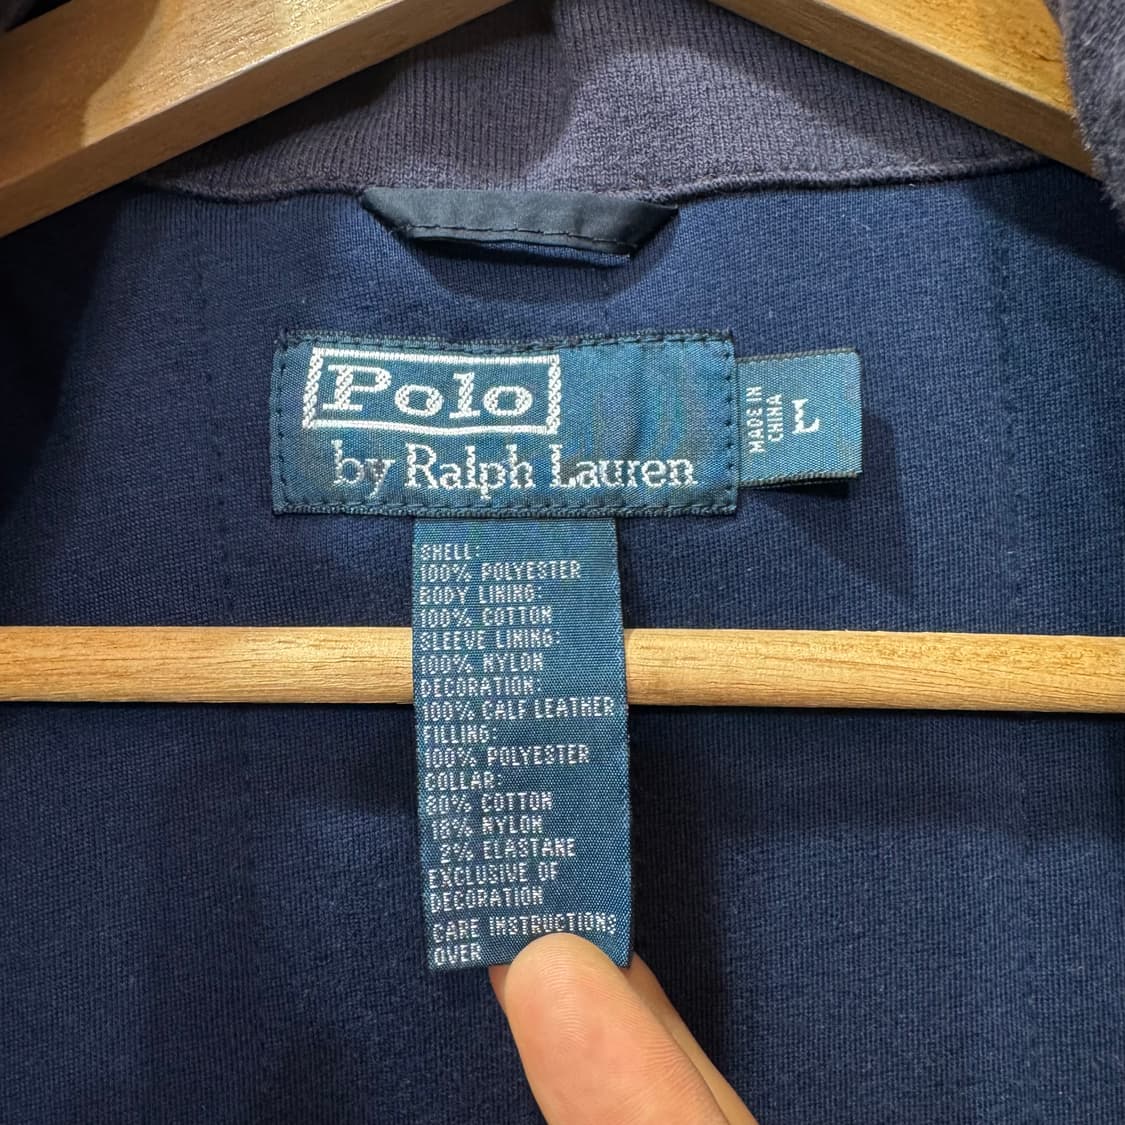 Polo
by Ralph Lauren
MADE IN
CHINA
L
SHELL:
100% POLYESTER
BODY LINING:
100% COTTON
SLEEVE LINING:
100% NYLON
DECORATION:
100% CALF LEATHER
FILLING:
100% POLYESTER
COLLAR:
80% COTTON
18% NYLON
2% ELASTANE
EXCLUSIVE OF
DECORATION
CARE INSTRUCTIONS
OVER